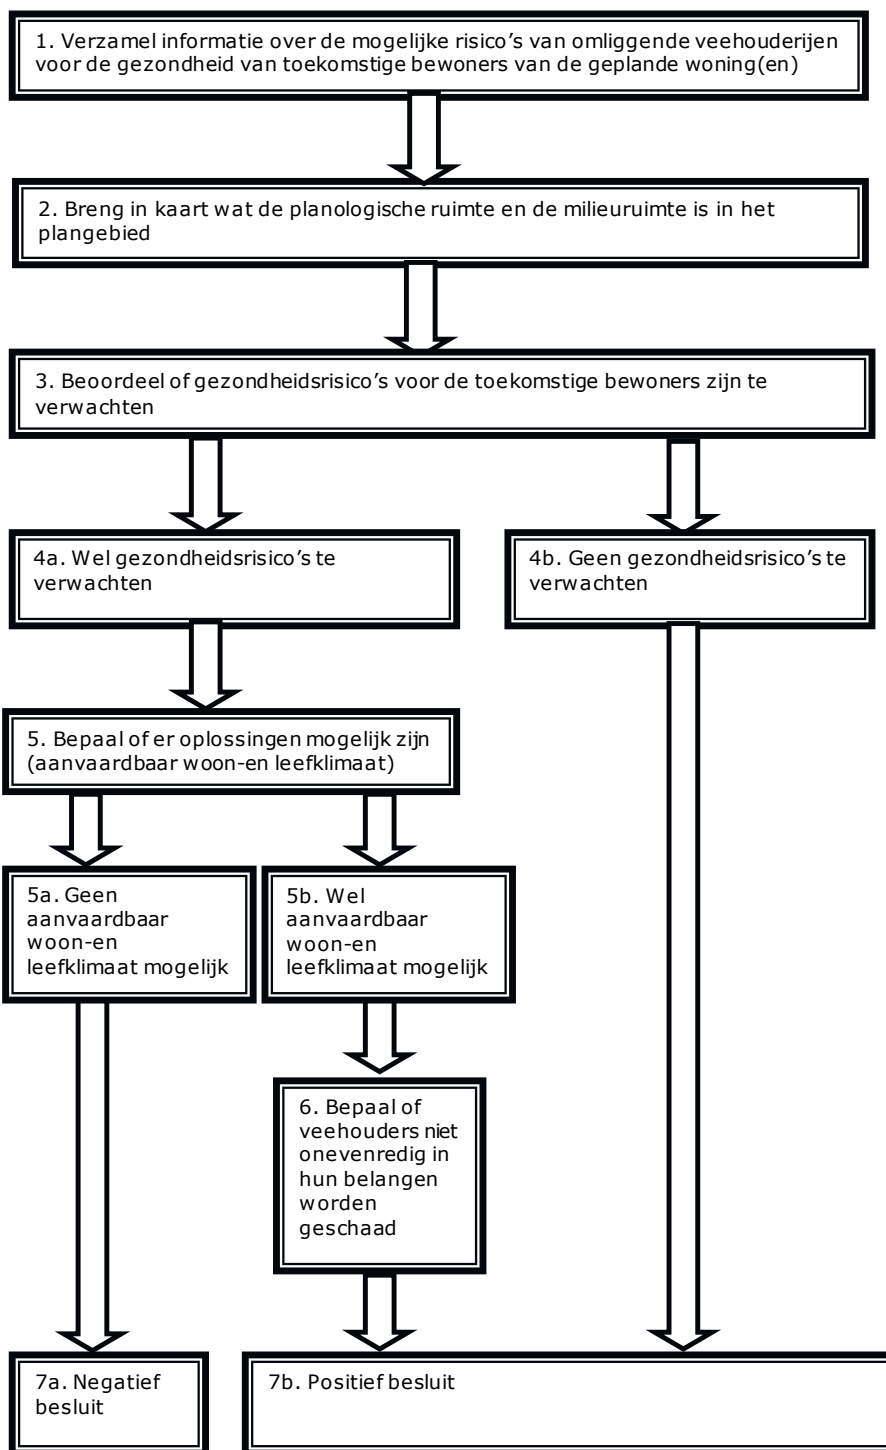 1. Verzamel informatie over de mogelijke risico's van omliggende veehouderijen
voor de gezondheid van toekomstige bewoners van de geplande woning(en)
2. Breng in kaart wat de planologische ruimte en de milieuruimte is in het
plangebied
3. Beoordeel of gezondheidsrisico's voor de toekomstige bewoners zijn te
verwachten
4a. Wel gezondheidsrisico's te
verwachten
4b. Geen gezondheidsrisico's te
verwachten
5. Bepaal of er oplossingen mogelijk zijn
(aanvaardbaar woon-en leefklimaat)
5a. Geen
aanvaardbaar
woon-en
leefklimaat mogelijk
5b. Wel
aanvaardbaar
woon-en
leefklimaat mogelijk
6. Bepaal of
veehouders niet
onevenredig in
hun belangen
worden
geschaad
7a. Negatief
besluit
7b. Positief besluit